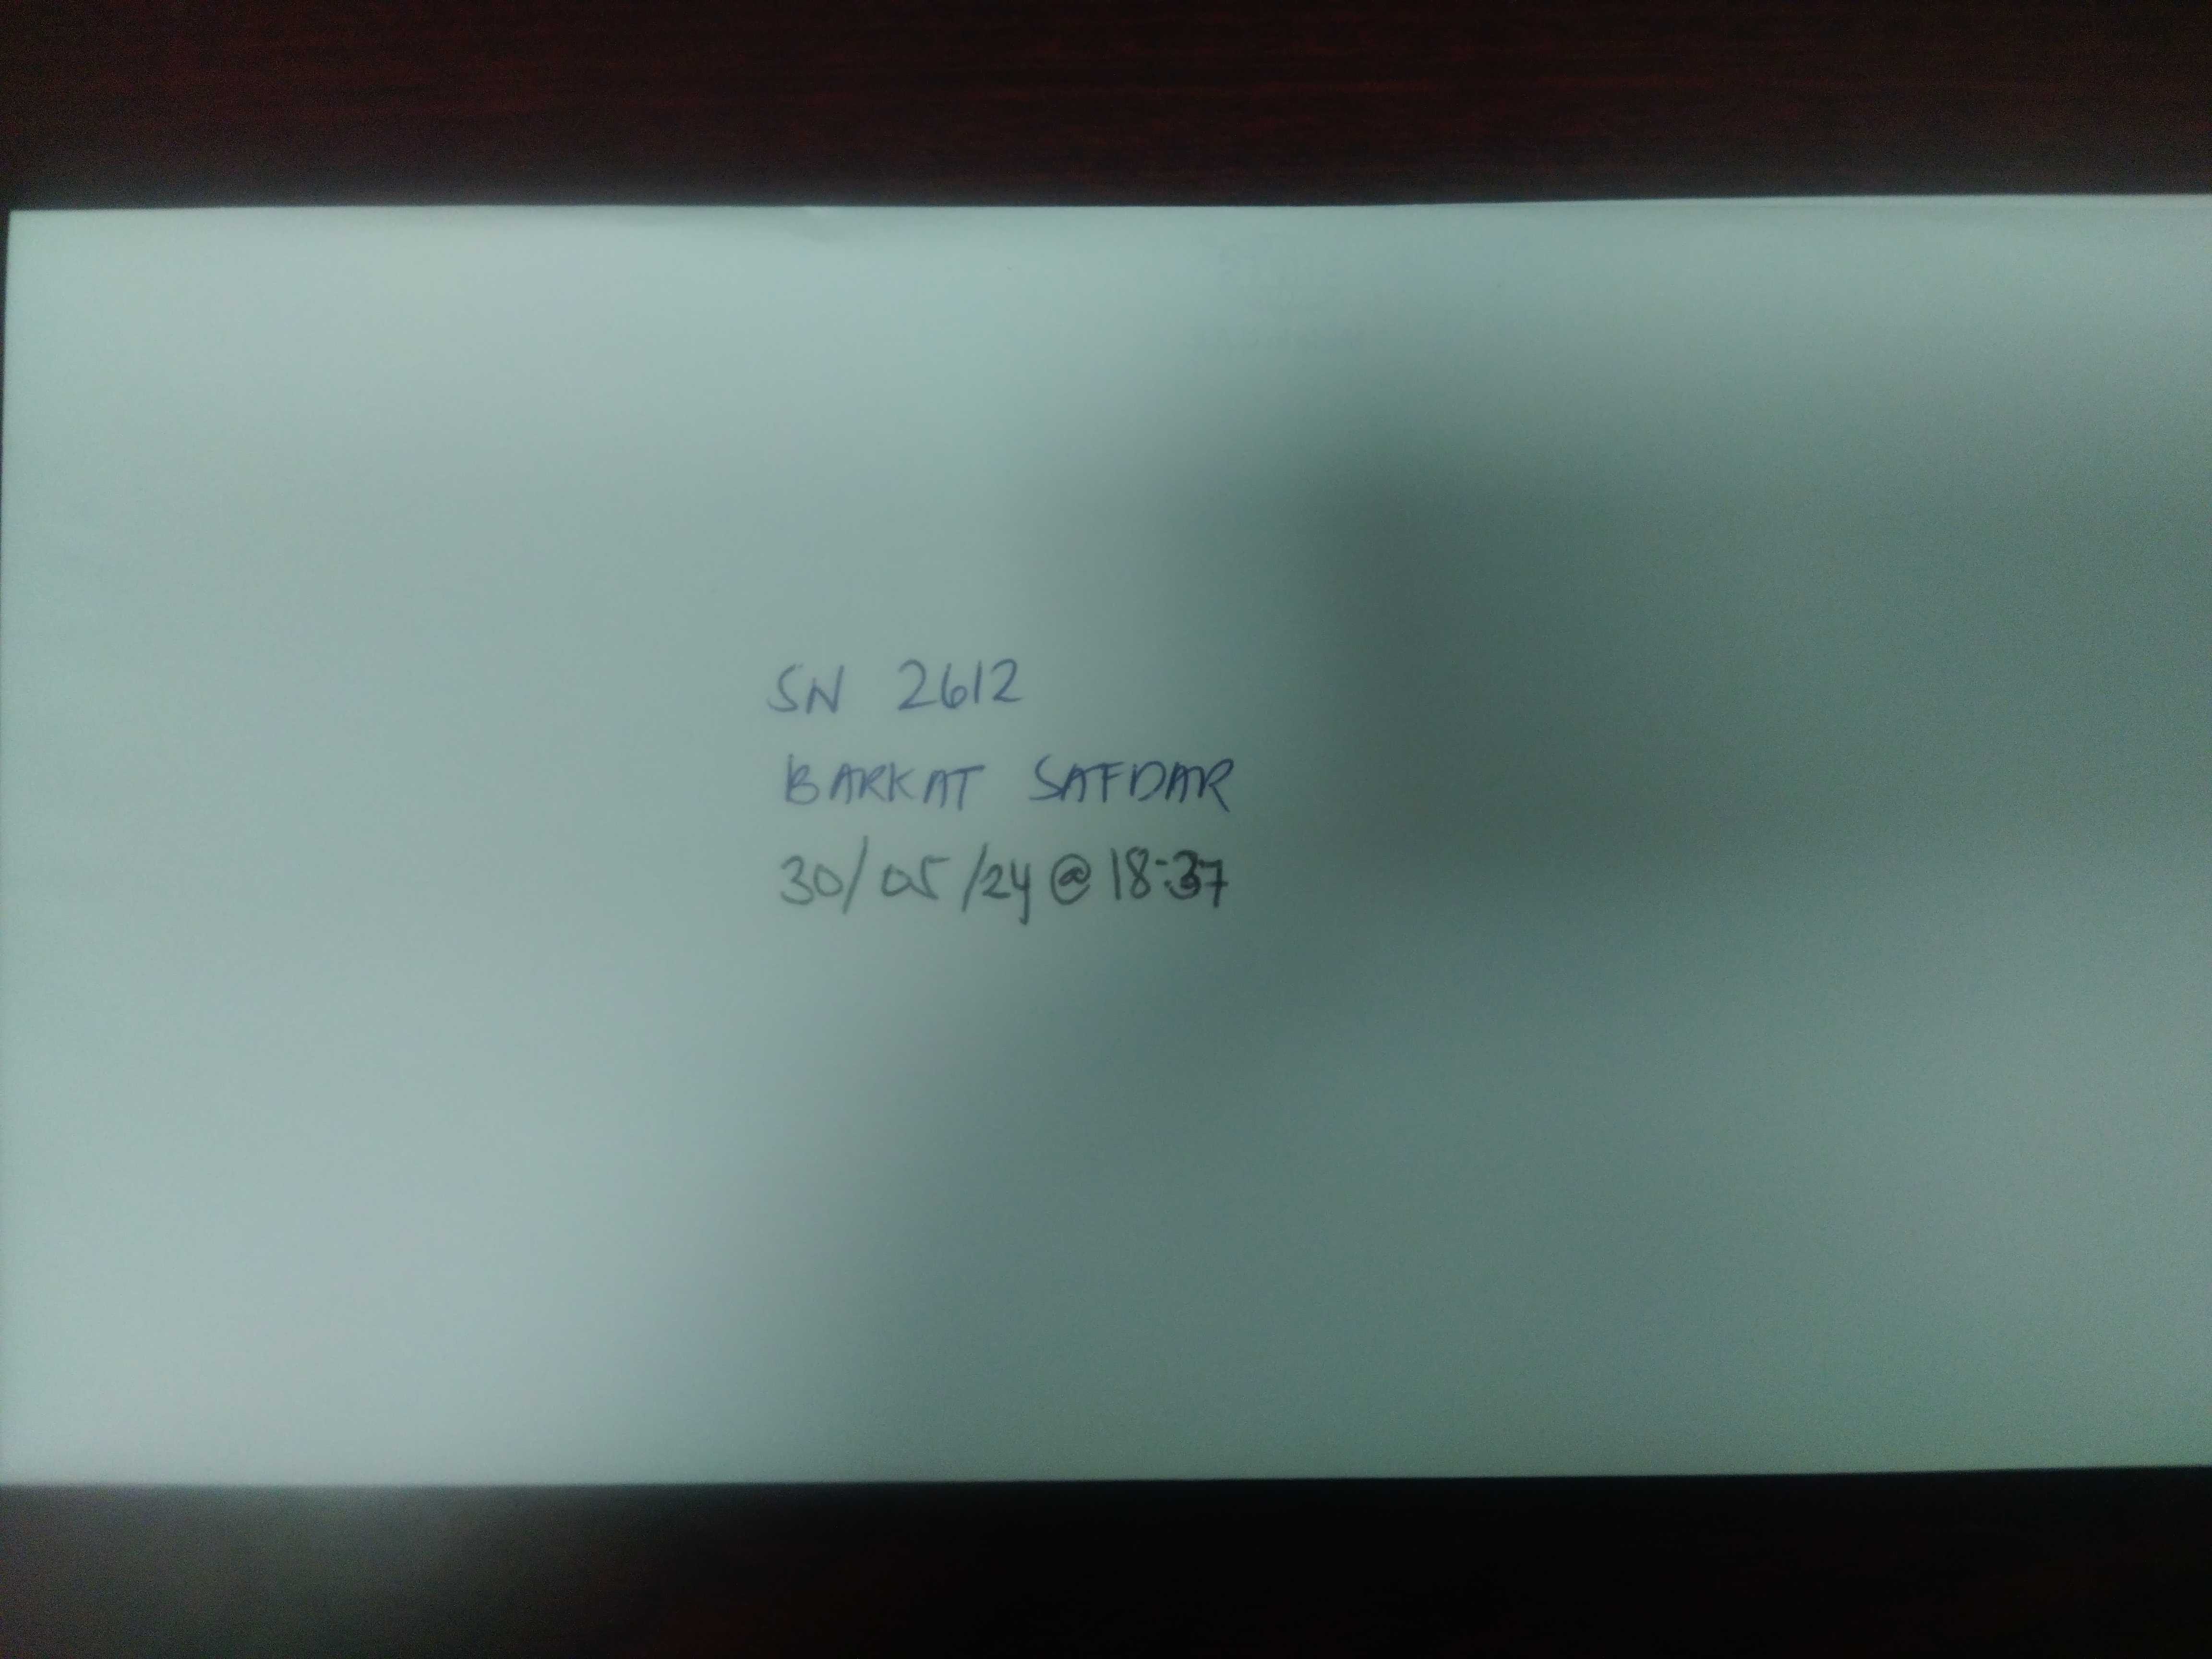 SN 2612
BARKAT SAFDAR
30/05/24 @ 18:37